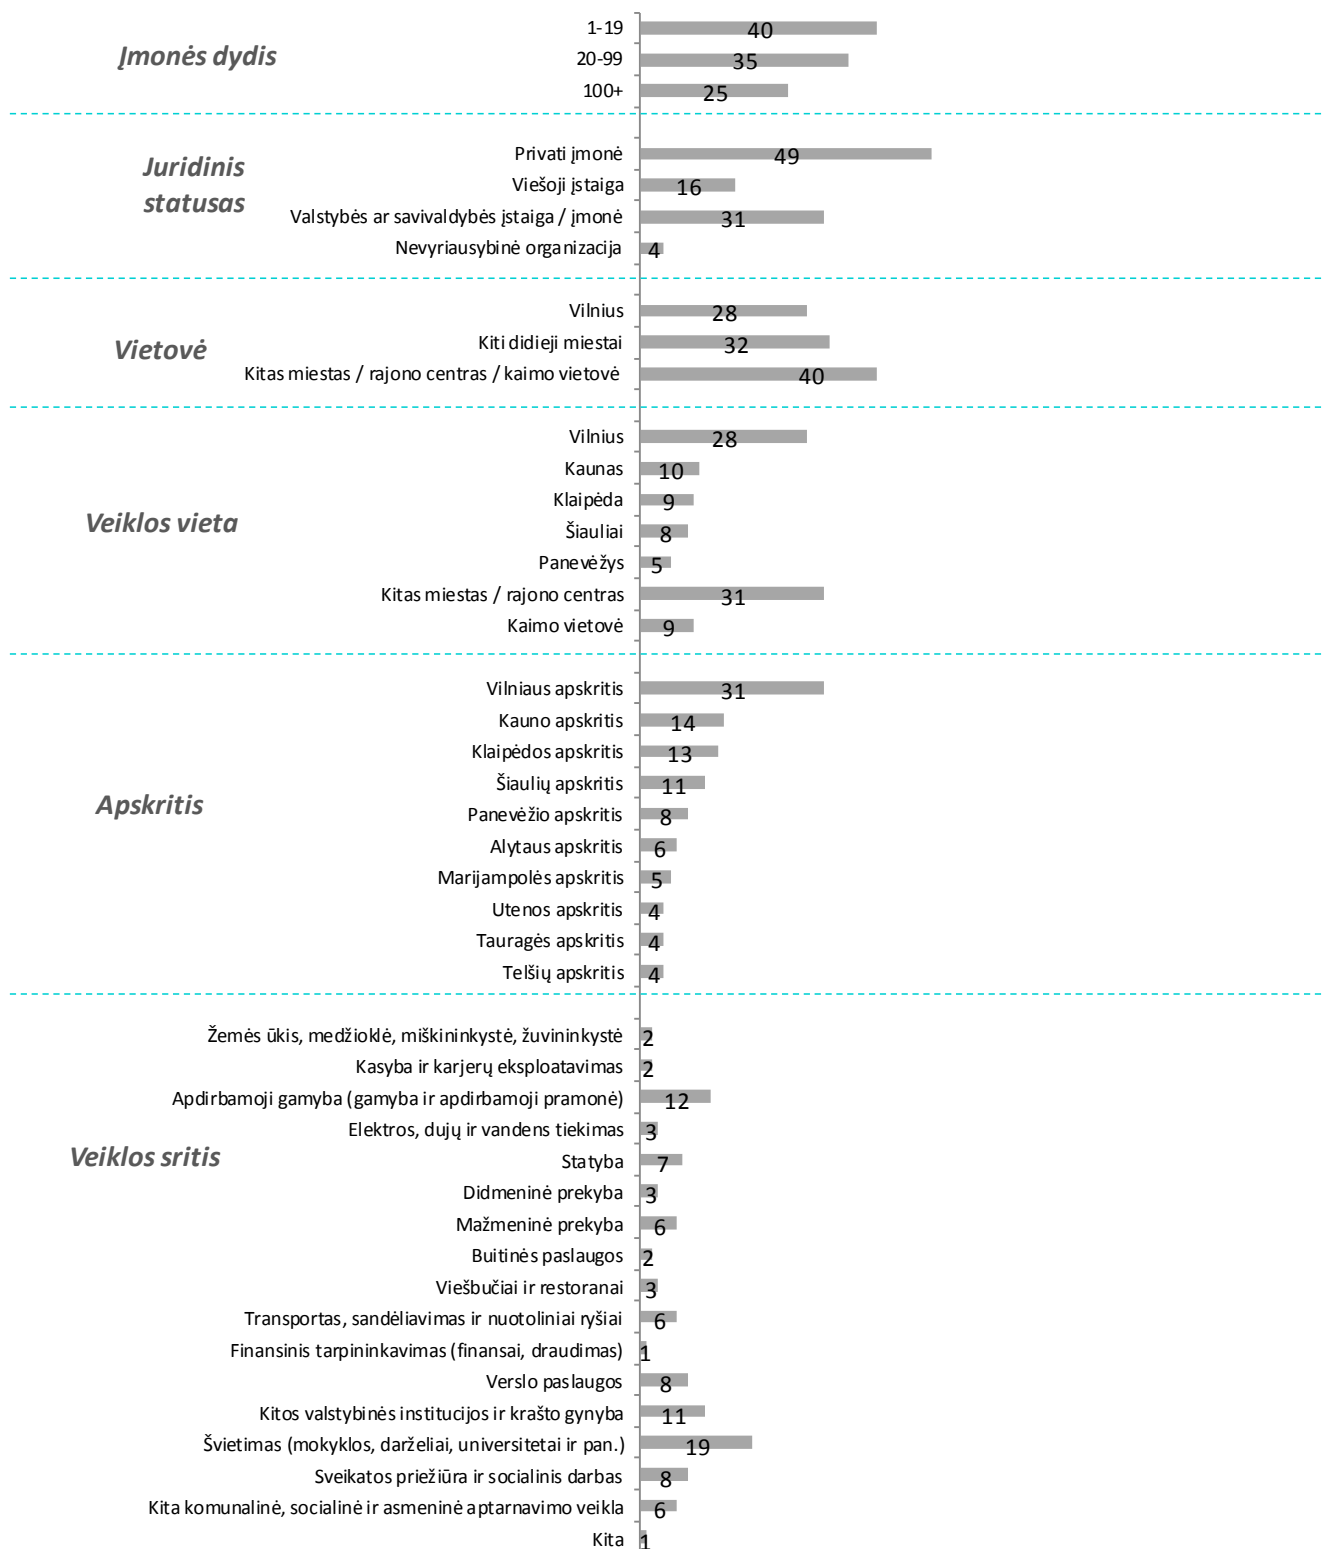 Įmonės dydis
1-19 40
20-99 35
100+ 25
Juridinis
statusas
Privati įmonė 49
Viešoji įstaiga 16
Valstybės ar savivaldybės įstaiga / įmonė 31
Nevyriausybinė organizacija 4
Vietovė
Vilnius 28
Kiti didieji miestai 32
Kitas miestas / rajono centras / kaimo vietovė 40
Veiklos vieta
Vilnius 28
Kaunas 10
Klaipėda 9
Šiauliai 8
Panevėžys 5
Kitas miestas / rajono centras 31
Kaimo vietovė 9
Apskritis
Vilniaus apskritis 31
Kauno apskritis 14
Klaipėdos apskritis 13
Šiaulių apskritis 11
Panevėžio apskritis 8
Alytaus apskritis 6
Marijampolės apskritis 5
Utenos apskritis 4
Tauragės apskritis 4
Telšių apskritis 4
Veiklos sritis
Žemės ūkis, medžioklė, miškininkystė, žuvininkystė 2
Kasyba ir karjerų eksploatavimas 2
Apdirbamoji gamyba (gamyba ir apdirbamoji pramonė) 12
Elektros, dujų ir vandens tiekimas 3
Statyba 7
Didmeninė prekyba 3
Mažmeninė prekyba 6
Buitinės paslaugos 2
Viešbučiai ir restoranai 3
Transportas, sandėliavimas ir nuotoliniai ryšiai 6
Finansinis tarpininkavimas (finansai, draudimas) 1
Verslo paslaugos 8
Kitos valstybinės institucijos ir krašto gynyba 11
Švietimas (mokyklos, darželiai, universitetai ir pan.) 19
Sveikatos priežiūra ir socialinis darbas 8
Kita komunalinė, socialinė ir asmeninė aptarnavimo veikla 6
Kita 1